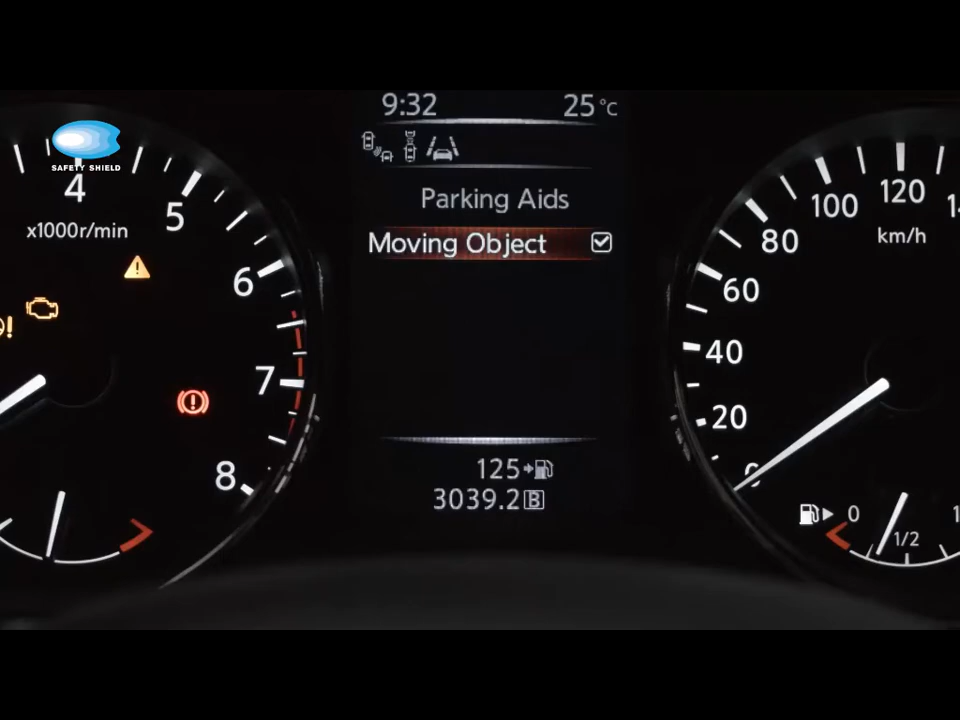 9:32 25°C
SAFETY SHIELD
4
5
6
7
8
x1000r/min
Parking Aids
Moving Object
125
3039.2 B
0
20
40
60
80
100
120
km/h
0 1/2